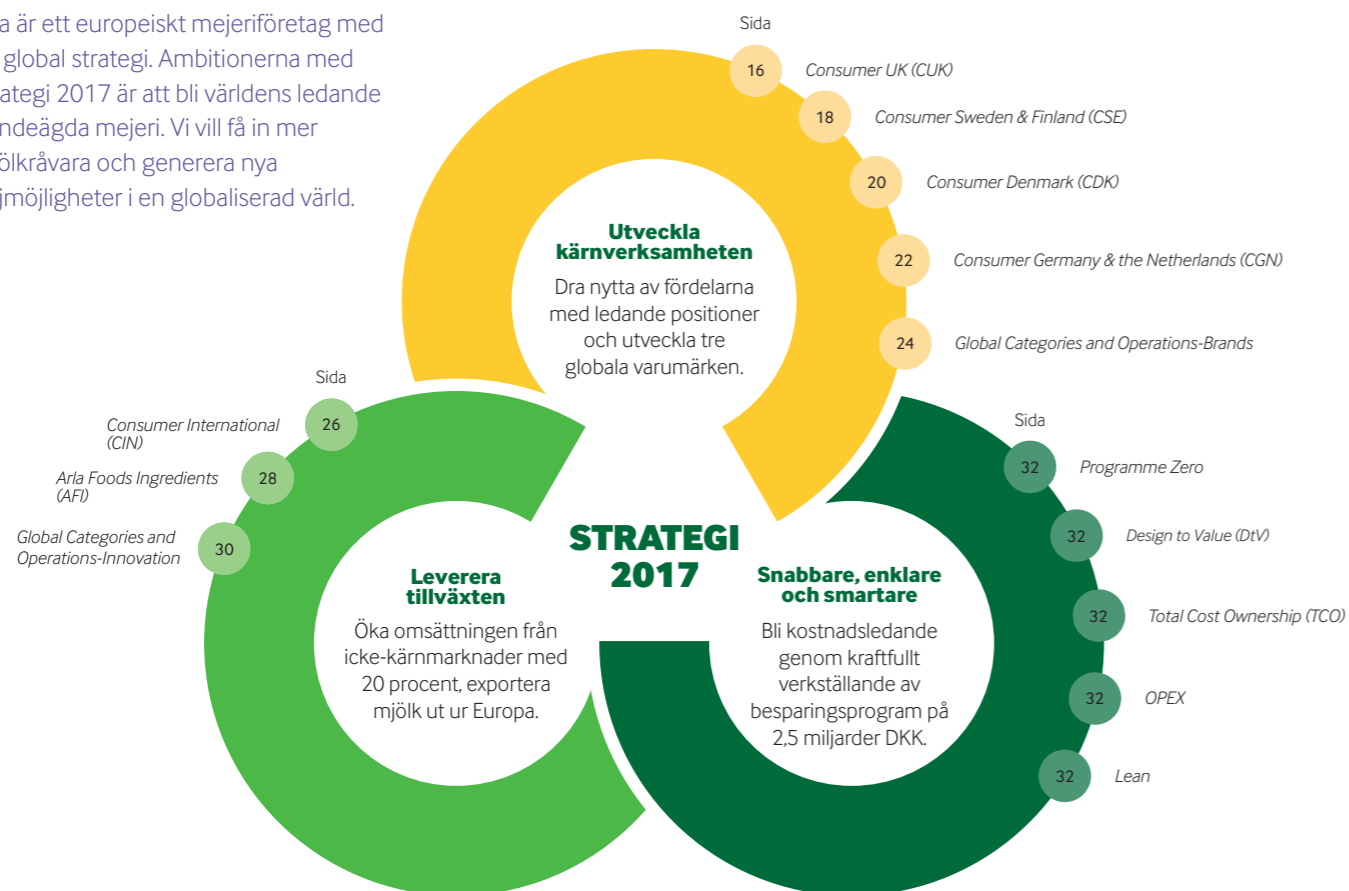 a är ett europeiskt mejeriföretag med
global strategi. Ambitionerna med
ategi 2017 är att bli världens ledande
ndeägda mejeri. Vi vill få in mer
ölkråvara och generera nya
jmöjligheter i en globaliserad värld.
Sida
16
Consumer UK (CUK)
18
Consumer Sweden & Finland (CSE)
20
Consumer Denmark (CDK)
22
Consumer Germany & the Netherlands (CGN)
24
Global Categories and Operations-Brands
Utveckla
kärnverksamheten
Dra nytta av fördelarna
med ledande positioner
och utveckla tre
globala varumärken.
Sida
26
Consumer International
(CIN)
28
Arla Foods Ingredients
(AFI)
30
Global Categories and
Operations-Innovation
Leverera
tillväxten
Öka omsättningen från
icke-kärnmarknader med
20 procent, exportera
mjölk ut ur Europa.
STRATEGI
2017
Snabbare, enklare
och smartare
Bli kostnadsledande
genom kraftfullt
verkställande av
besparingsprogram på
2,5 miljarder DKK.
Sida
32
Programme Zero
32
Design to Value (DtV)
32
Total Cost Ownership (TCO)
32
OPEX
32
Lean